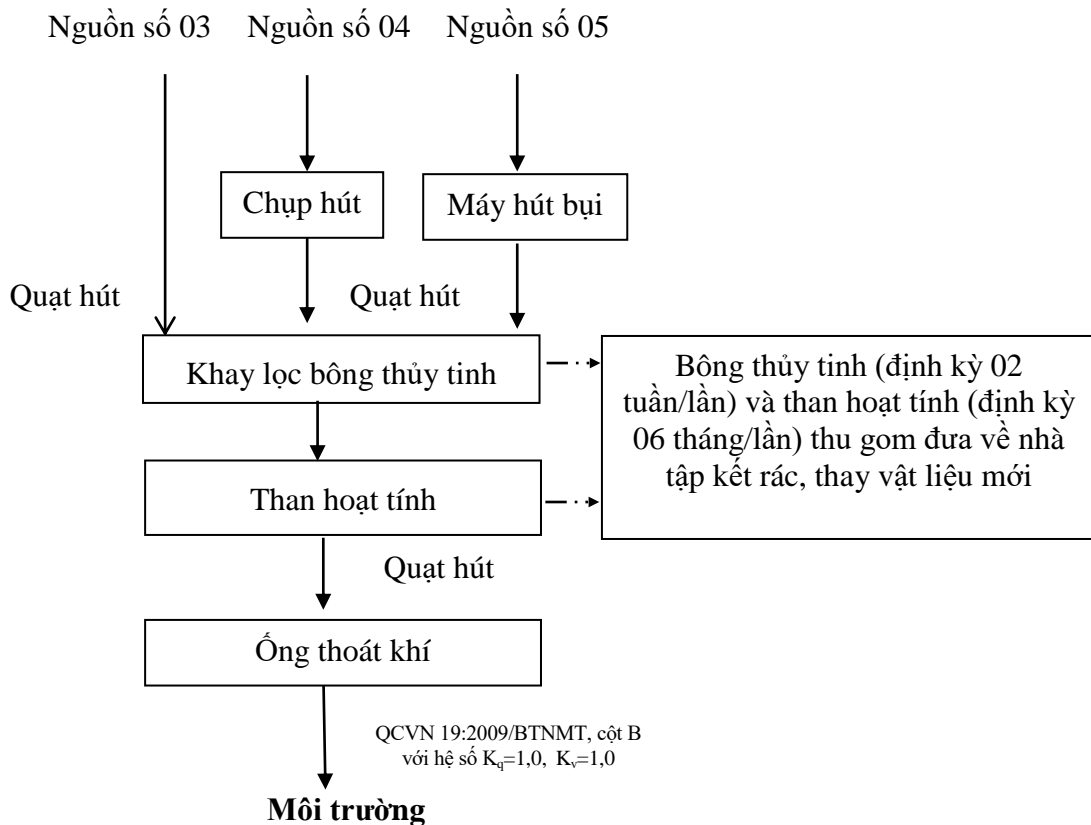 Nguồn số 03 Nguồn số 04 Nguồn số 05
Chụp hút
Máy hút bụi
Quạt hút
Quạt hút
Khay lọc bông thủy tinh
Bông thủy tinh (định kỳ 02
tuần/lần) và than hoạt tính (định kỳ
06 tháng/lần) thu gom đưa về nhà
tập kết rác, thay vật liệu mới
Than hoạt tính
Quạt hút
Ống thoát khí
QCVN 19:2009/BTNMT, cột B
với hệ số Kq=1,0, Kv=1,0
Môi trường